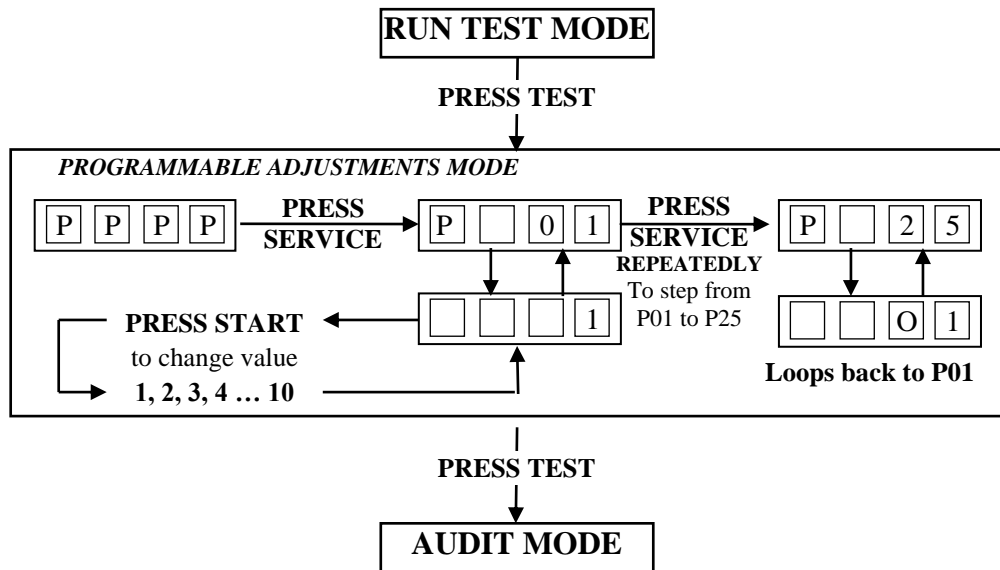 RUN TEST MODE
PRESS TEST
PROGRAMMABLE ADJUSTMENTS MODE
P P P P
PRESS
SERVICE
P 0 1
PRESS
SERVICE
REPEATEDLY
To step from
P01 to P25
P 2 5
PRESS START
to change value
1, 2, 3, 4 … 10
1
O 1
Loops back to P01
PRESS TEST
AUDIT MODE